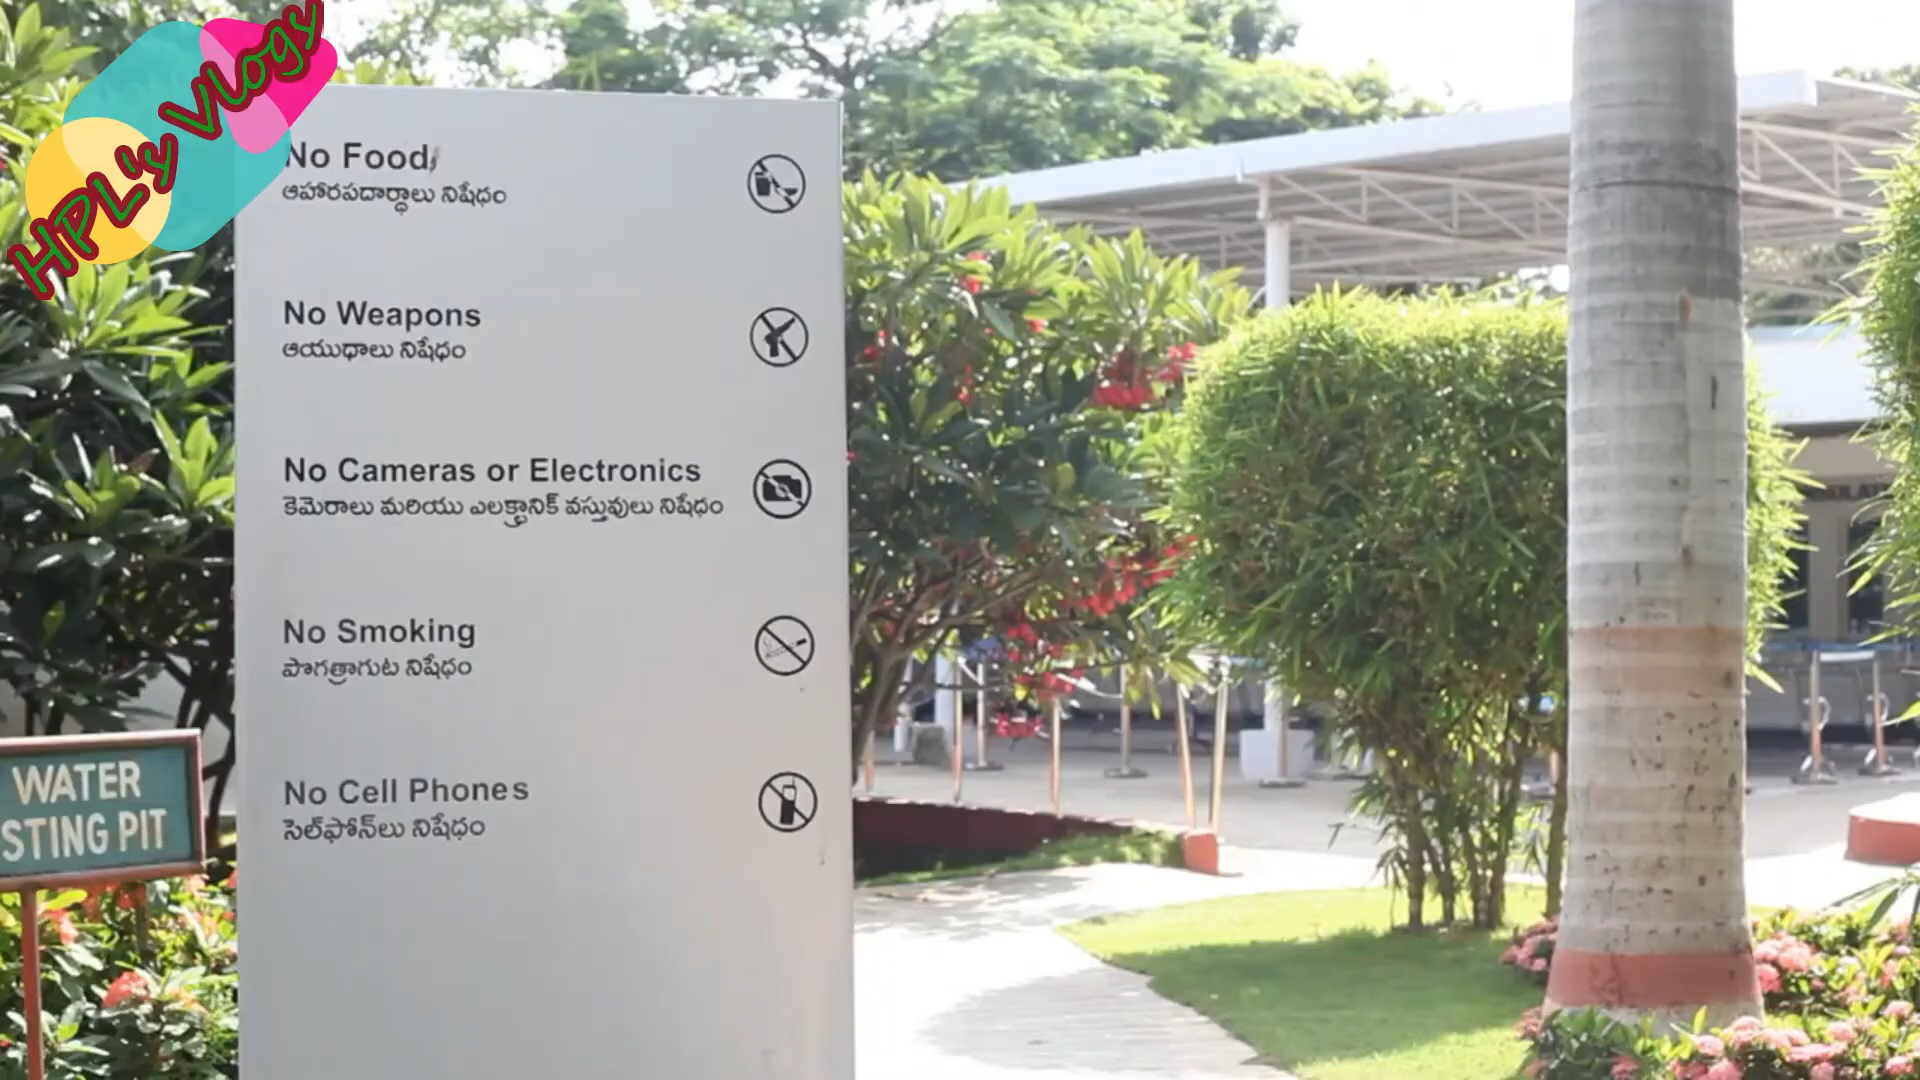 HPL's Vlogs
No Food
ఆహారపదార్ధాలు నిషేధం
No Weapons
ఆయుధాలు నిషేధం
No Cameras or Electronics
కెమెరాలు మరియు ఎలక్ట్రానిక్ వస్తువులు నిషేధం
No Smoking
పొగత్రాగుట నిషేధం
No Cell Phones
సెల్‌ఫోన్‌లు నిషేధం
WATER
STING PIT